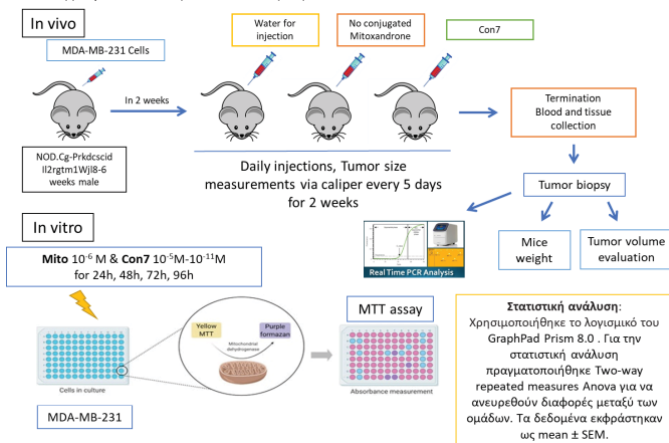 In vivo
MDA-MB-231 Cells
In 2 weeks
NOD.Cg-Prkdcscid
Il2rgtm1Wjl8-6
weeks male
Water for
injection
No conjugated
Mitoxandrone
Con7
Daily injections, Tumor size
measurements via caliper every 5 days
for 2 weeks
Termination
Blood and tissue
collection
Tumor biopsy
Real Time PCR Analysis
Mice
weight
Tumor volume
evaluation
In vitro
Mito 10⁻⁶ M & Con7 10⁻⁵M-10⁻¹¹M
for 24h, 48h, 72h, 96h
Cells in culture
MDA-MB-231
Yellow
MTT
Purple
formazan
Mitochondrial
dehydrogenase
MTT assay
Absorbance measurement
Στατιστική ανάλυση:
Χρησιμοποιήθηκε το λογισμικό του
GraphPad Prism 8.0 . Για την
στατιστική ανάλυση
πραγματοποιήθηκε Two-way
repeated measures Anova για να
ανευρεθούν διαφορές μεταξύ των
ομάδων. Τα δεδομένα εκφράστηκαν
ως mean ± SEM.